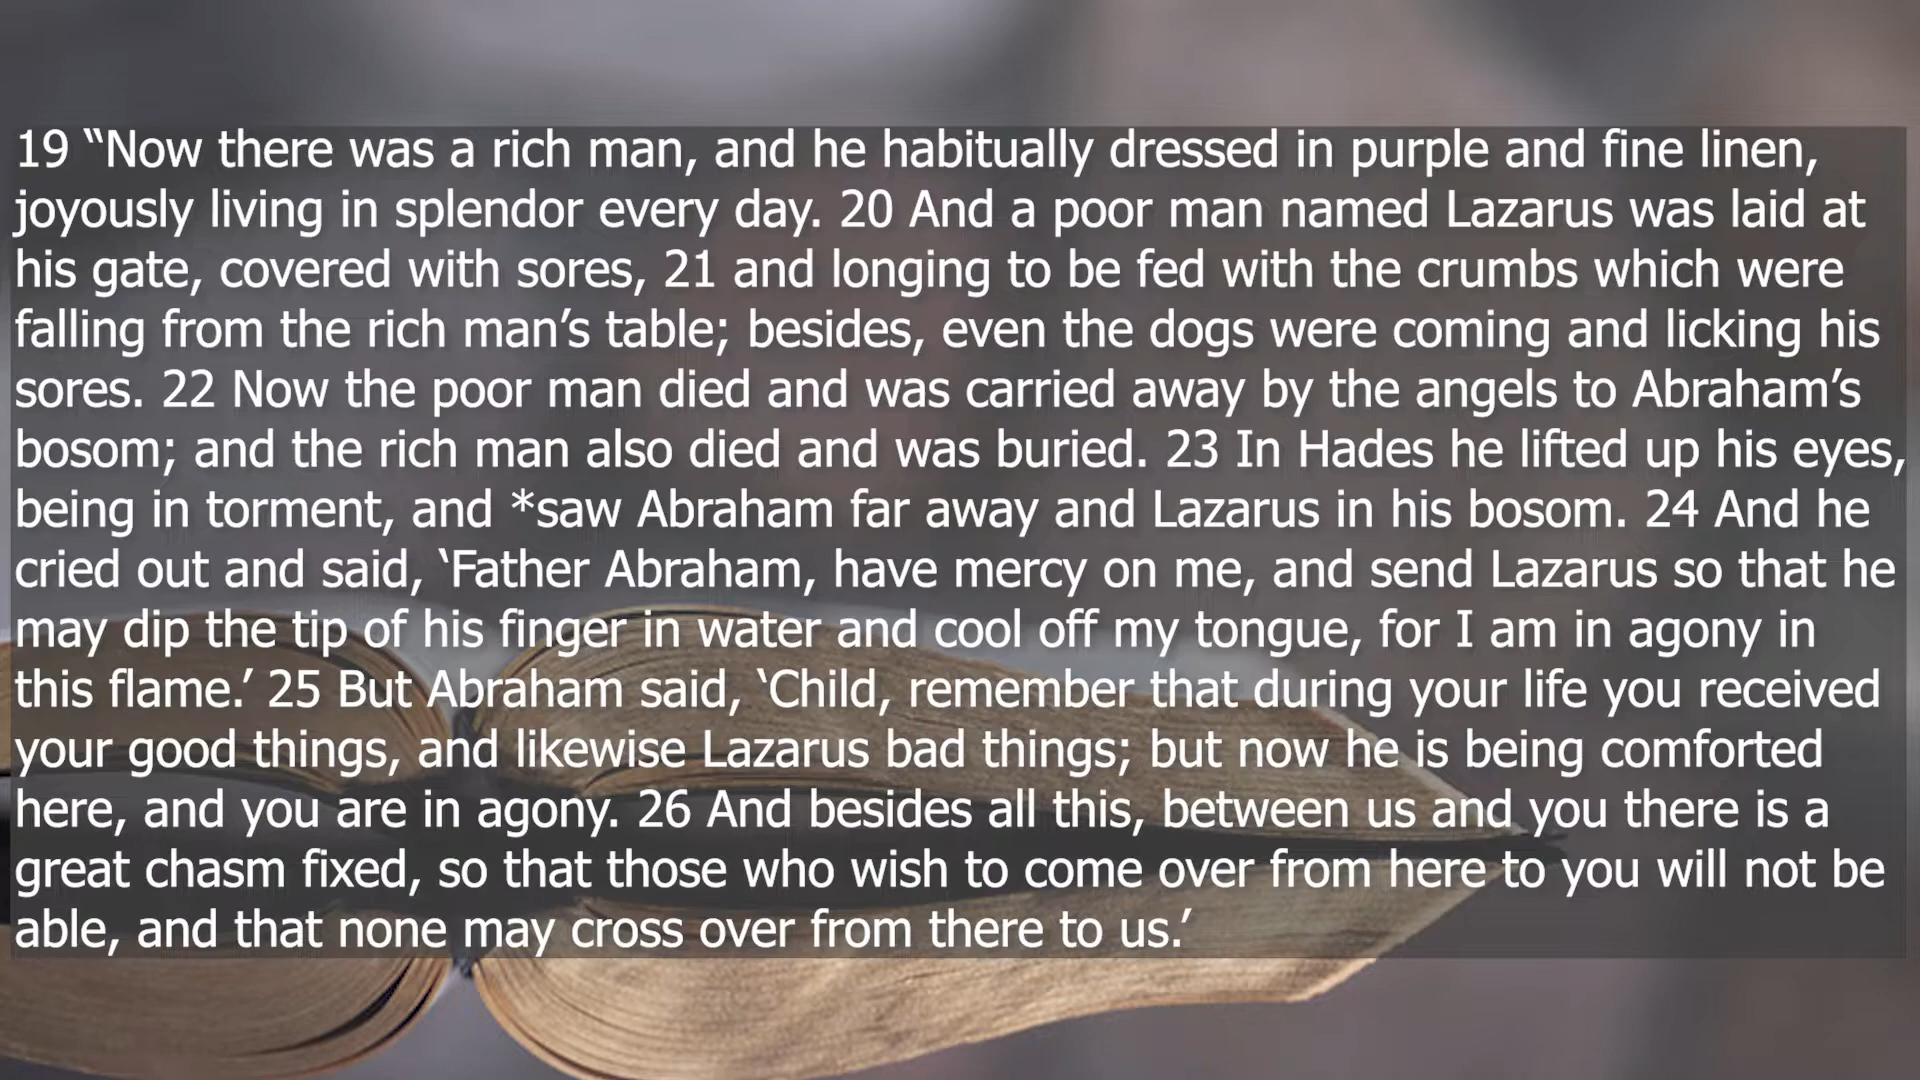 19 “Now there was a rich man, and he habitually dressed in purple and fine linen,
joyously living in splendor every day. 20 And a poor man named Lazarus was laid at
his gate, covered with sores, 21 and longing to be fed with the crumbs which were
falling from the rich man’s table; besides, even the dogs were coming and licking his
sores. 22 Now the poor man died and was carried away by the angels to Abraham’s
bosom; and the rich man also died and was buried. 23 In Hades he lifted up his eyes,
being in torment, and *saw Abraham far away and Lazarus in his bosom. 24 And he
cried out and said, ‘Father Abraham, have mercy on me, and send Lazarus so that he
may dip the tip of his finger in water and cool off my tongue, for I am in agony in
this flame.’ 25 But Abraham said, ‘Child, remember that during your life you received
your good things, and likewise Lazarus bad things; but now he is being comforted
here, and you are in agony. 26 And besides all this, between us and you there is a
great chasm fixed, so that those who wish to come over from here to you will not be
able, and that none may cross over from there to us.’